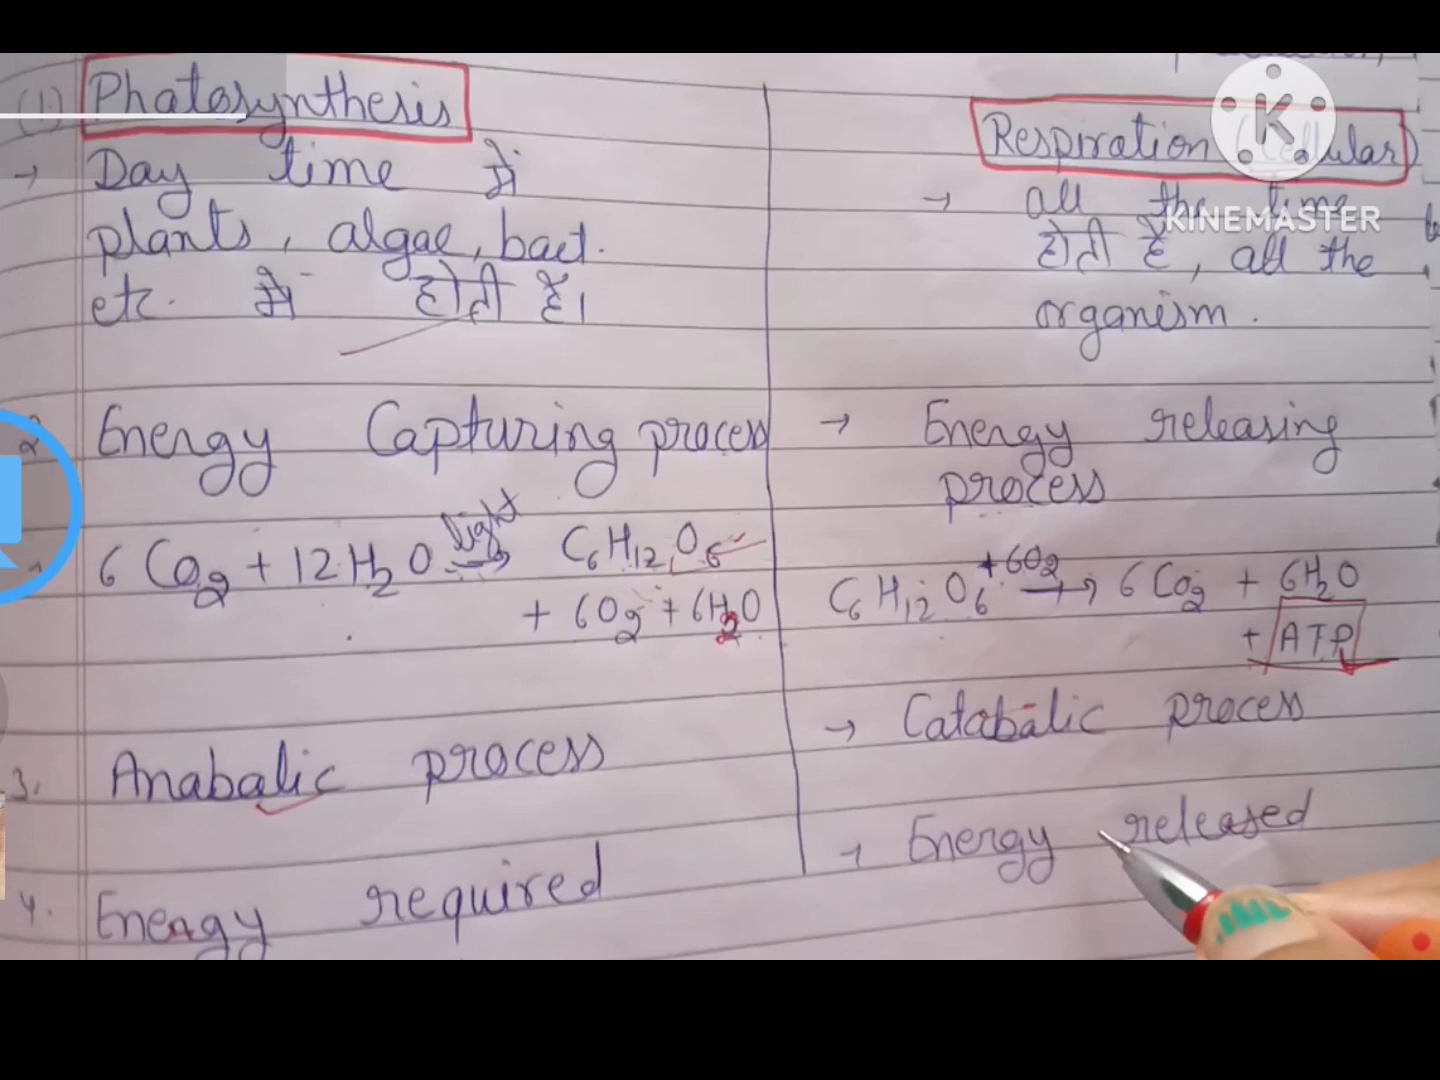 (1.) Phatosynthesis
→ Day time में
plants, algae, bact.
etc. में होती है।
2. Energy Capturing process
6 Co2 + 12 H2O light → C6H12O6
+ 6O2 + 6H2O
3. Anabalic process
4. Energy required
Respiration (Cellular)
→ all the time
होती है, all the
organism.
→ Energy releasing
process
C6H12O6 +6O2 → 6Co2 + 6H2O
+ ATP
→ Catabalic process
→ Energy released
K
KINEMASTER